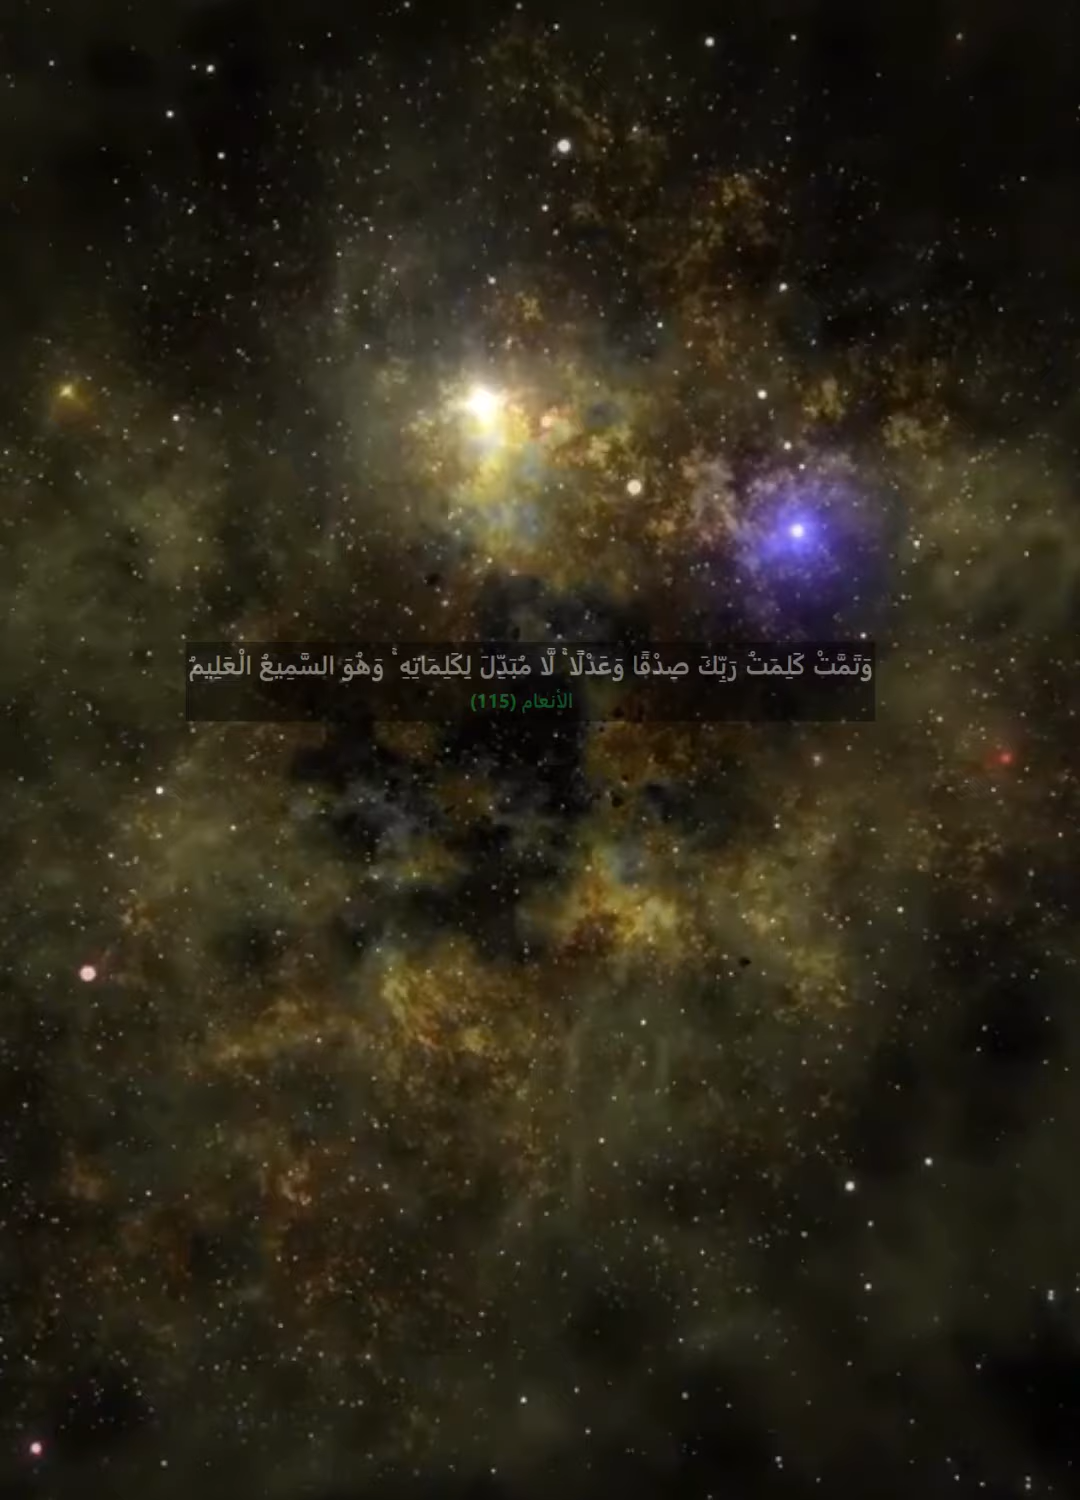 وَتَمَّتْ كَلِمَتُ رَبِّكَ صِدْقًا وَعَدْلًا ۚ لَّا مُبَدِّلَ لِكَلِمَاتِهِ ۚ وَهُوَ السَّمِيعُ الْعَلِيمُ
الأنعام (115)